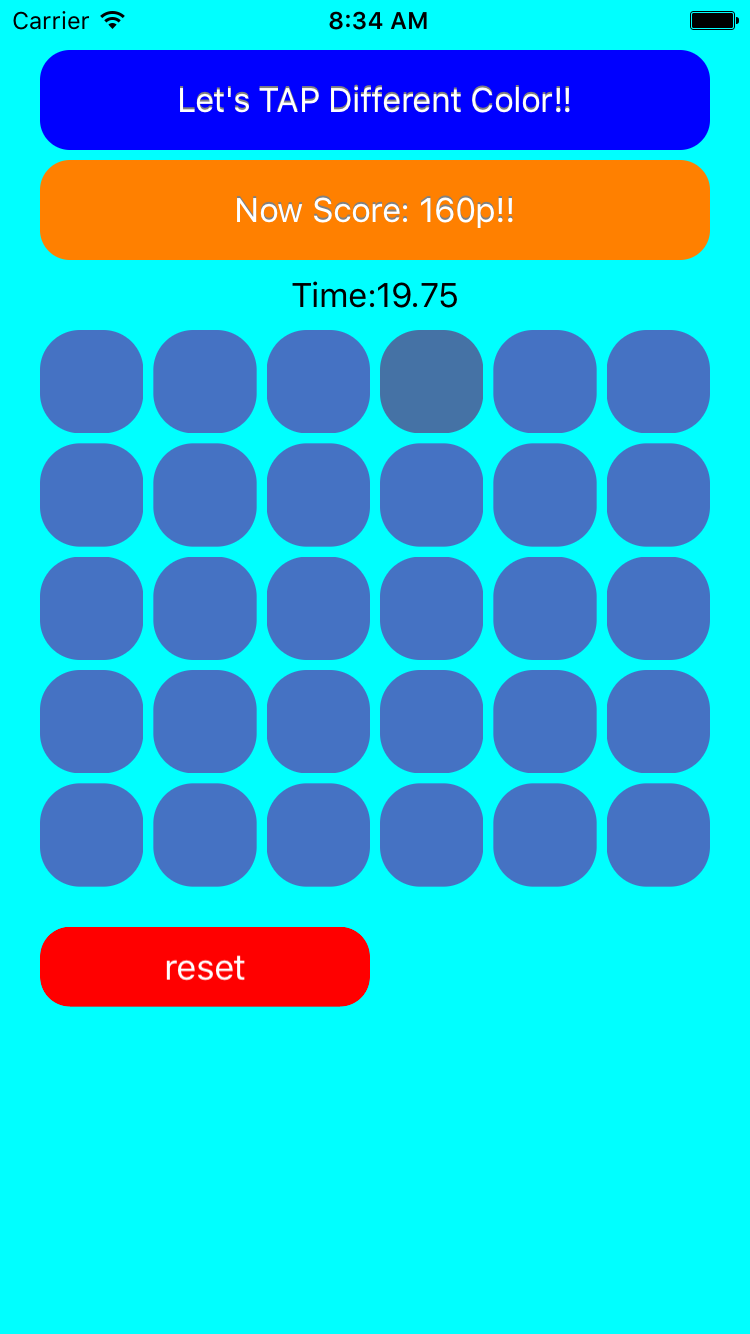 Carrier 8:34 AM
Let's TAP Different Color!!
Now Score: 160p!!
Time:19.75
reset